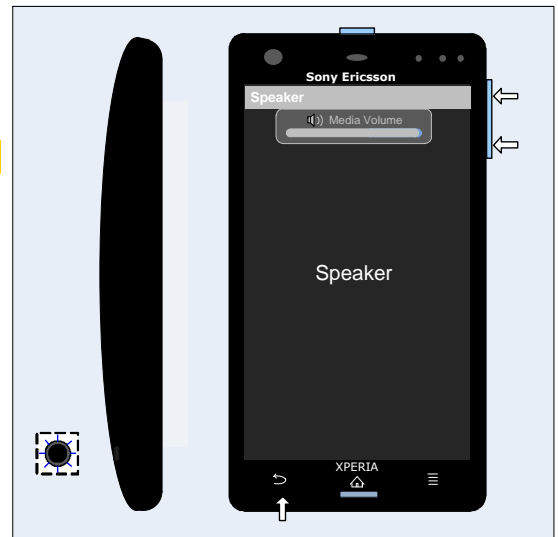 Sony Ericsson
Speaker
Media Volume
Speaker
XPERIA